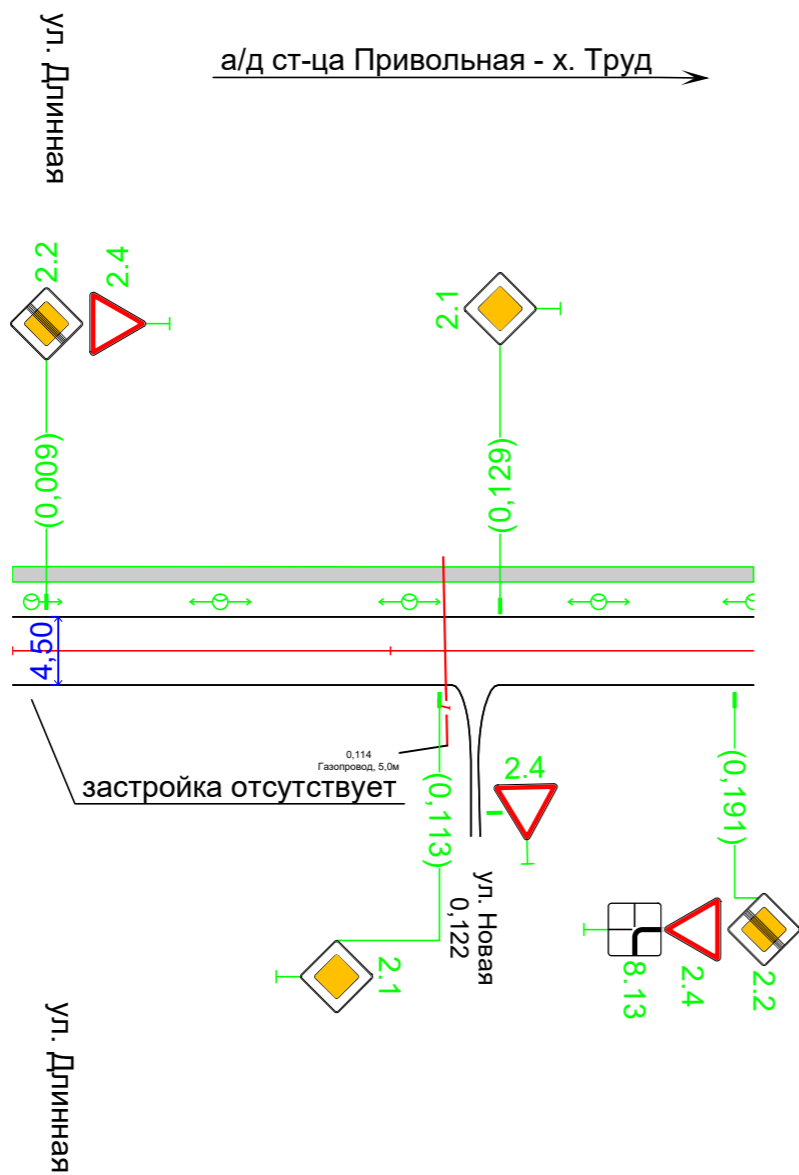 ул. Длинная
а/д ст-ца Привольная - х. Труд
2.2
2.4
2.1
(0,009)
(0,129)
4,50
0,114
Газопровод, 5,0м
застройка отсутствует
(0,113)
2.4
(0,191)
ул. Новая
0,122
2.1
8.13
2.4
2.2
ул. Длинная